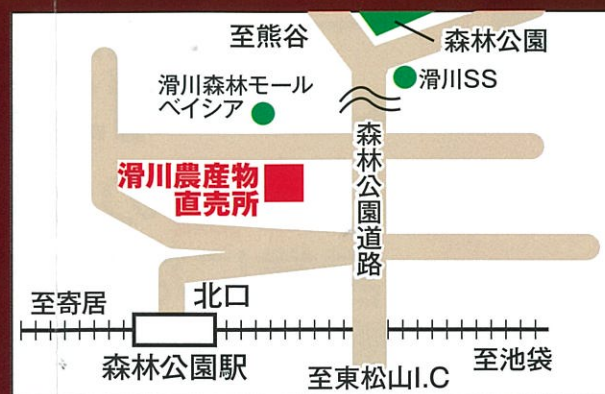 至熊谷
森林公園
滑川森林モール
ベイシア
滑川SS
森林公園道路
滑川農産物
直売所
北口
至寄居
森林公園駅
至東松山I.C
至池袋